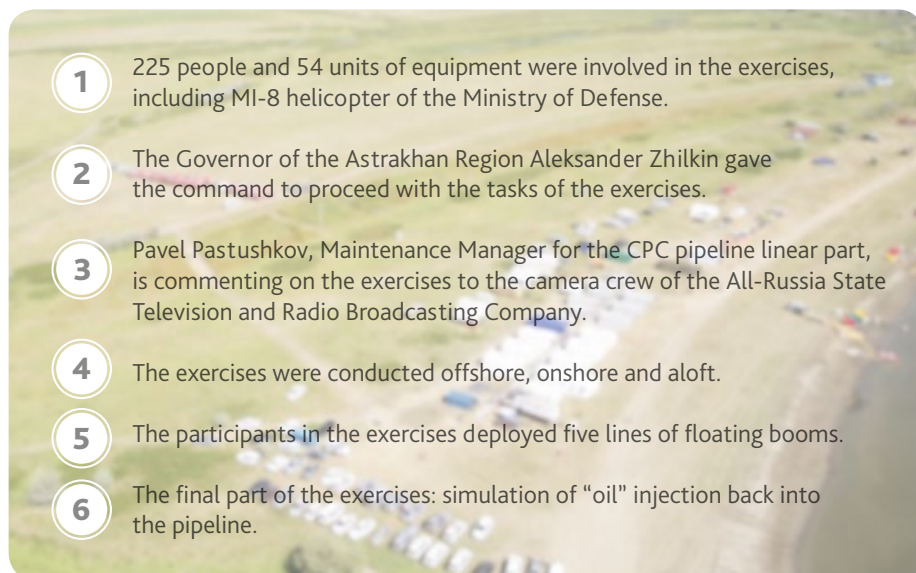 1
225 people and 54 units of equipment were involved in the exercises,
including MI-8 helicopter of the Ministry of Defense.
2
The Governor of the Astrakhan Region Aleksander Zhilkin gave
the command to proceed with the tasks of the exercises.
3
Pavel Pastushkov, Maintenance Manager for the CPC pipeline linear part,
is commenting on the exercises to the camera crew of the All-Russia State
Television and Radio Broadcasting Company.
4
The exercises were conducted offshore, onshore and aloft.
5
The participants in the exercises deployed five lines of floating booms.
6
The final part of the exercises: simulation of “oil” injection back into
the pipeline.